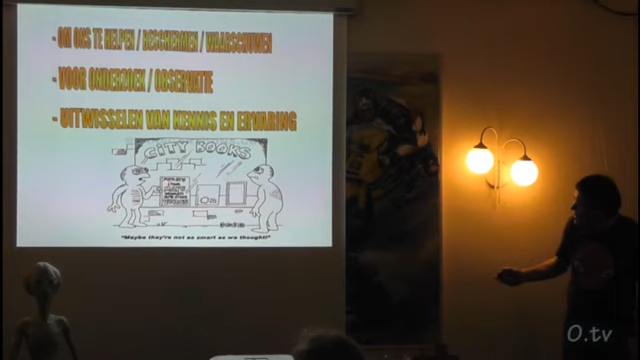 - OM ONS TE HELPEN / BESCHERMEN / WAARSCHUWEN
- VOOR ONDERZOEK / OBSERVATIE
- UITWISSELEN VAN KENNIS EN ERVARING
CITY BOOKS
"Maybe they're not as smart as we thought!"
O.tv